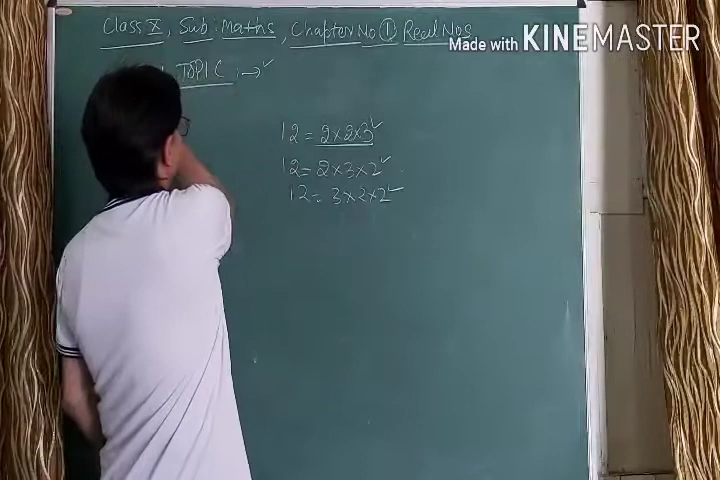 Class X, Sub: Maths, Chapter No ① Real Nos
Made with KINEMASTER
TOPIC, →
12 = 2×2×3 ✓
12 = 2×3×2 ✓
12 = 3×2×2 ✓